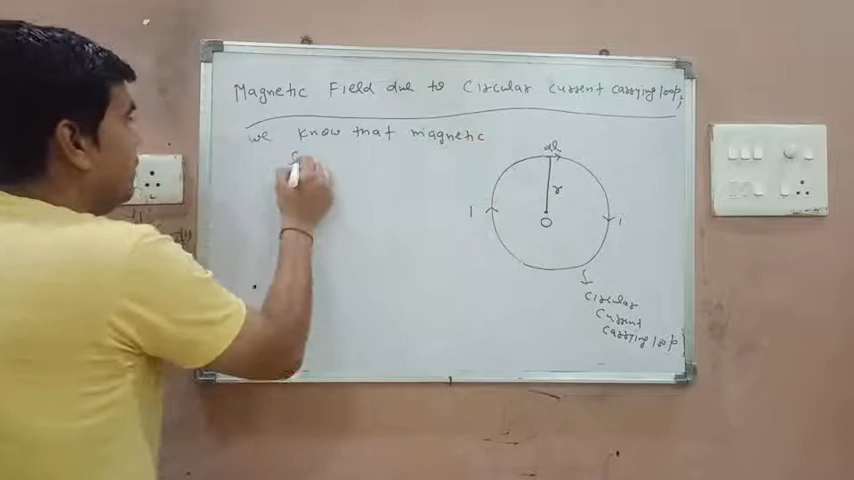 Magnetic Field due to Circular current carrying loop;
we know that magnetic
f
dl
r
I
I
O
Circular
Current
Carrying loop